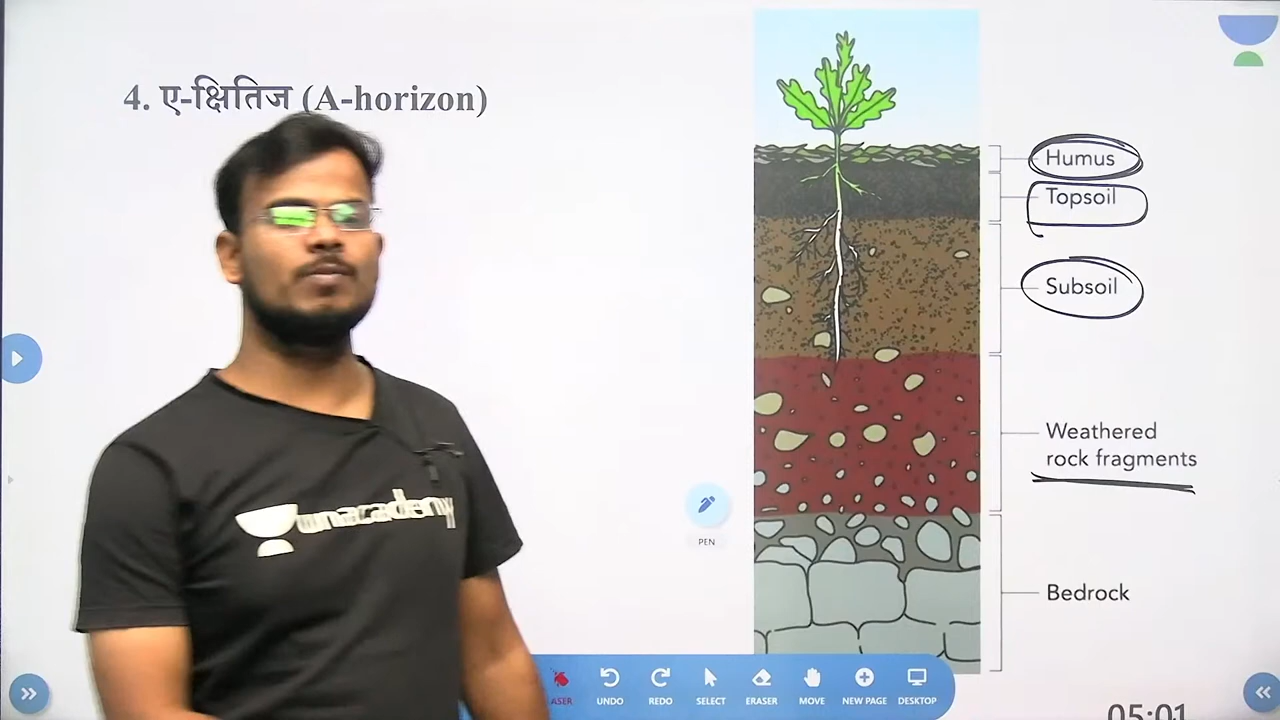 4. ए-क्षितिज (A-horizon)
Humus
Topsoil
Subsoil
Weathered
rock fragments
Bedrock
unacademy
PEN
UNDO
REDO
SELECT
ERASER
MOVE
NEW PAGE
DESKTOP
05:01